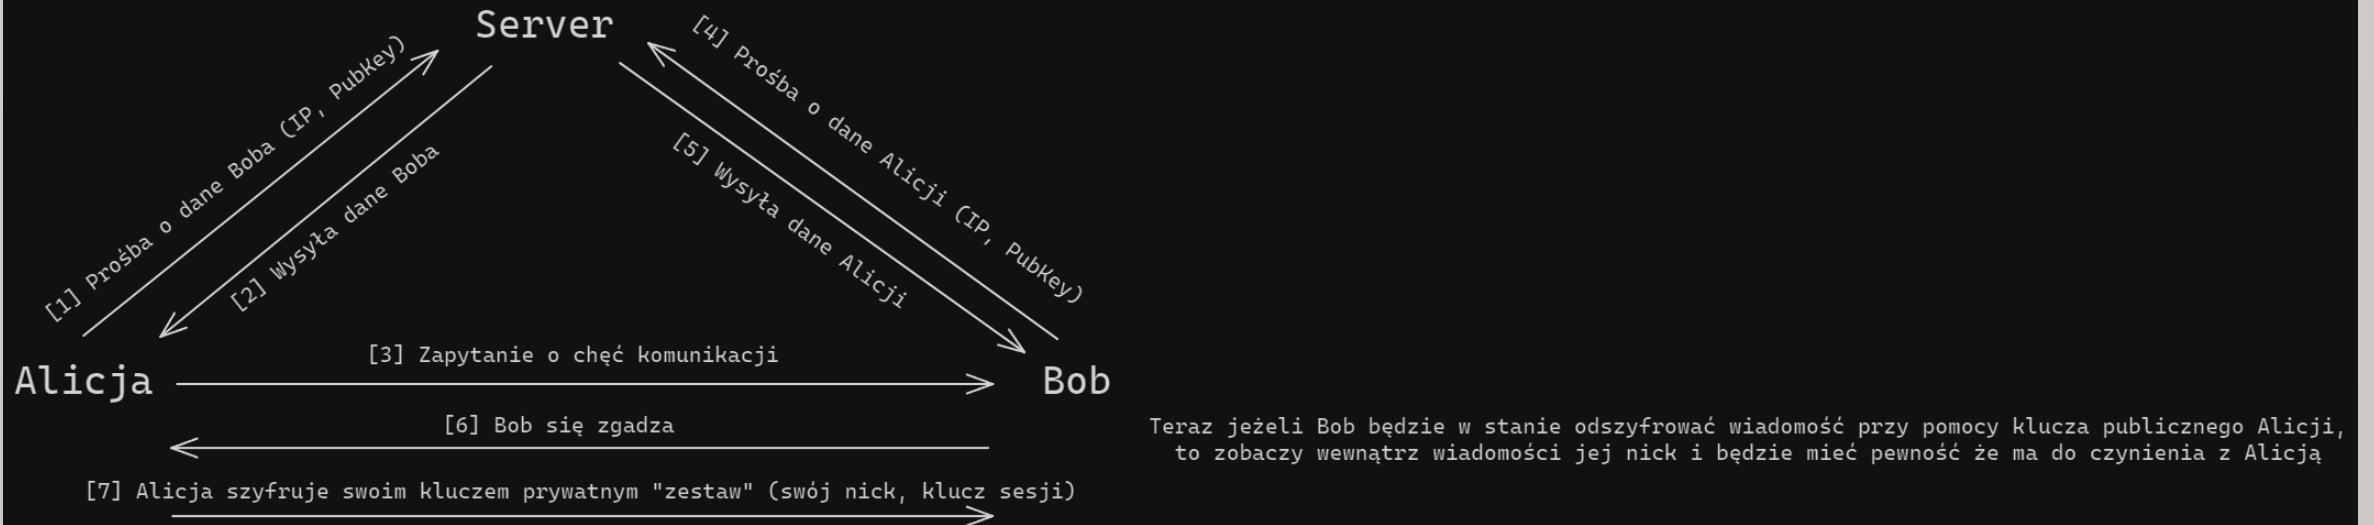 Server
[1] Prośba o dane Boba (IP, PubKey)
[2] Wysyła dane Boba
[4] Prośba o dane Alicji (IP, PubKey)
[5] Wysyła dane Alicji
[3] Zapytanie o chęć komunikacji
Alicja
Bob
[6] Bob się zgadza
Teraz jeżeli Bob będzie w stanie odszyfrować wiadomość przy pomocy klucza publicznego Alicji,
to zobaczy wewnątrz wiadomości jej nick i będzie mieć pewność że ma do czynienia z Alicją
[7] Alicja szyfruje swoim kluczem prywatnym "zestaw" (swój nick, klucz sesji)